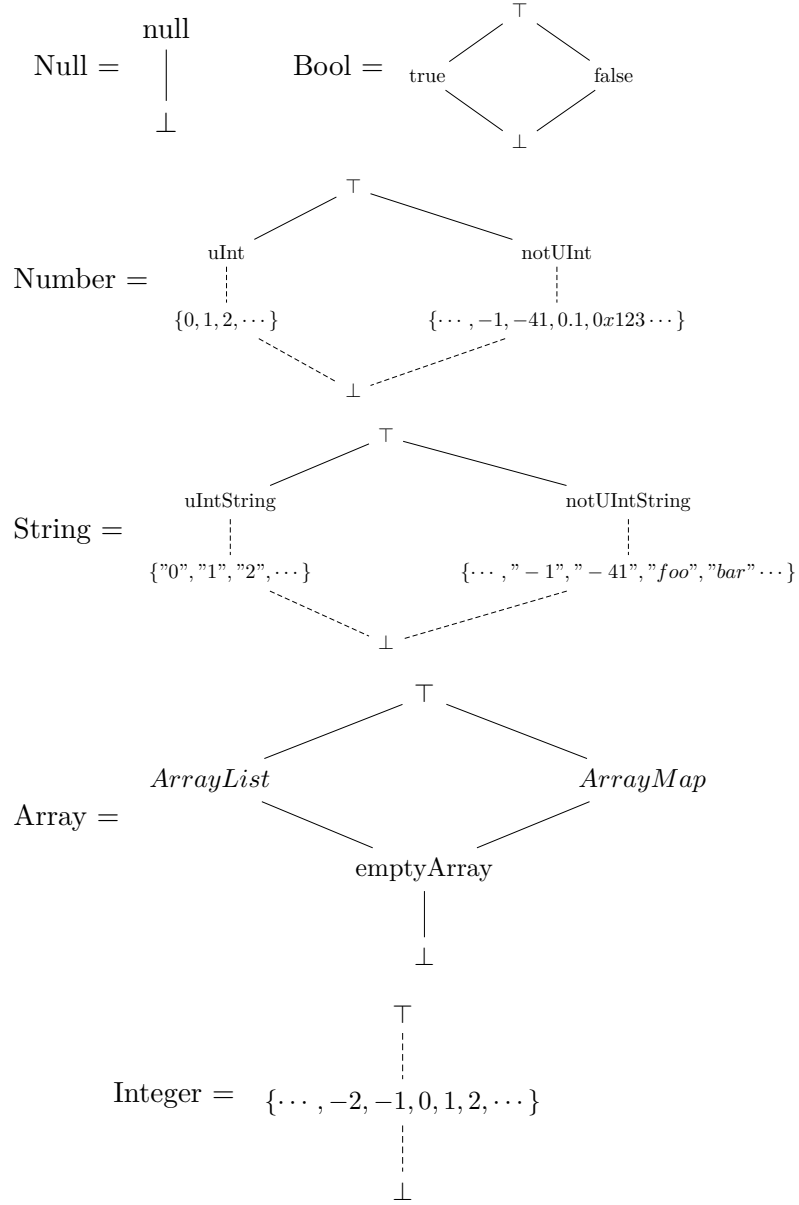 null
Null =
⊥
⊤
Bool = true false
⊥
⊤
uInt notUInt
Number =
{0, 1, 2, ⋯}
{⋯ , −1, −41, 0.1, 0x123 ⋯}
⊥
⊤
uIntString notUIntString
String =
{”0”, ”1”, ”2”, ⋯}
{⋯ , ” − 1”, ” − 41”, ”foo”, ”bar” ⋯}
⊥
⊤
ArrayList ArrayMap
Array =
emptyArray
⊥
⊤
Integer = {⋯ , −2, −1, 0, 1, 2, ⋯}
⊥